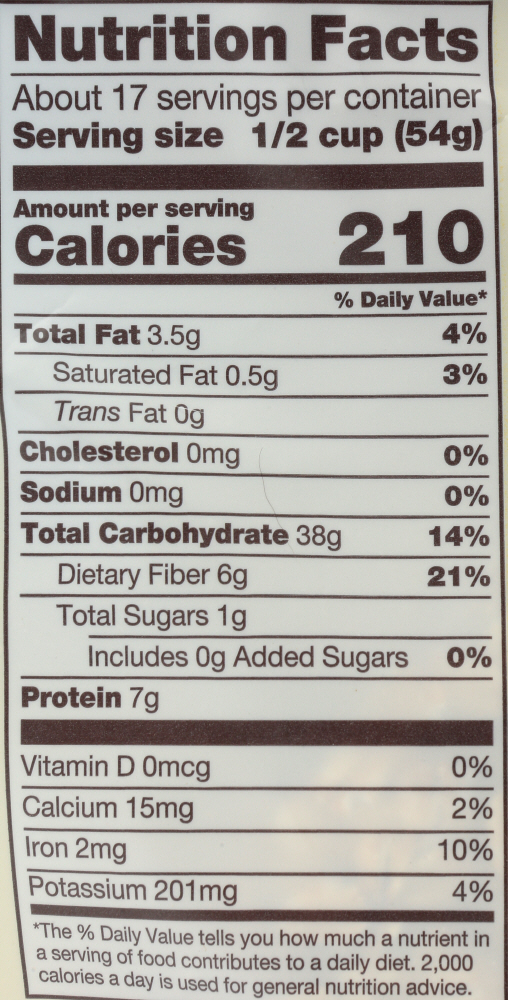 Nutrition Facts
About 17 servings per container
Serving size 1/2 cup (54g)
Amount per serving
Calories 210
% Daily Value*
Total Fat 3.5g 4%
Saturated Fat 0.5g 3%
Trans Fat 0g
Cholesterol 0mg 0%
Sodium 0mg 0%
Total Carbohydrate 38g 14%
Dietary Fiber 6g 21%
Total Sugars 1g
Includes 0g Added Sugars 0%
Protein 7g
Vitamin D 0mcg 0%
Calcium 15mg 2%
Iron 2mg 10%
Potassium 201mg 4%
*The % Daily Value tells you how much a nutrient in
a serving of food contributes to a daily diet. 2,000
calories a day is used for general nutrition advice.